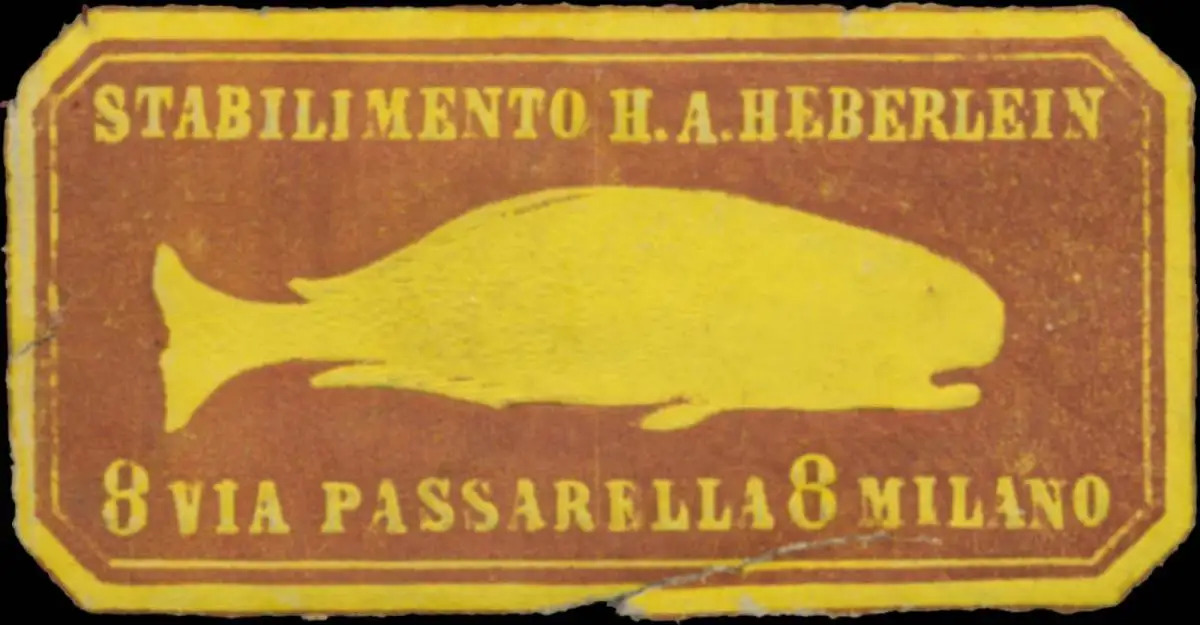 STABILIMENTO H. A. HEBERLEIN
8 VIA PASSARELLA 8 MILANO